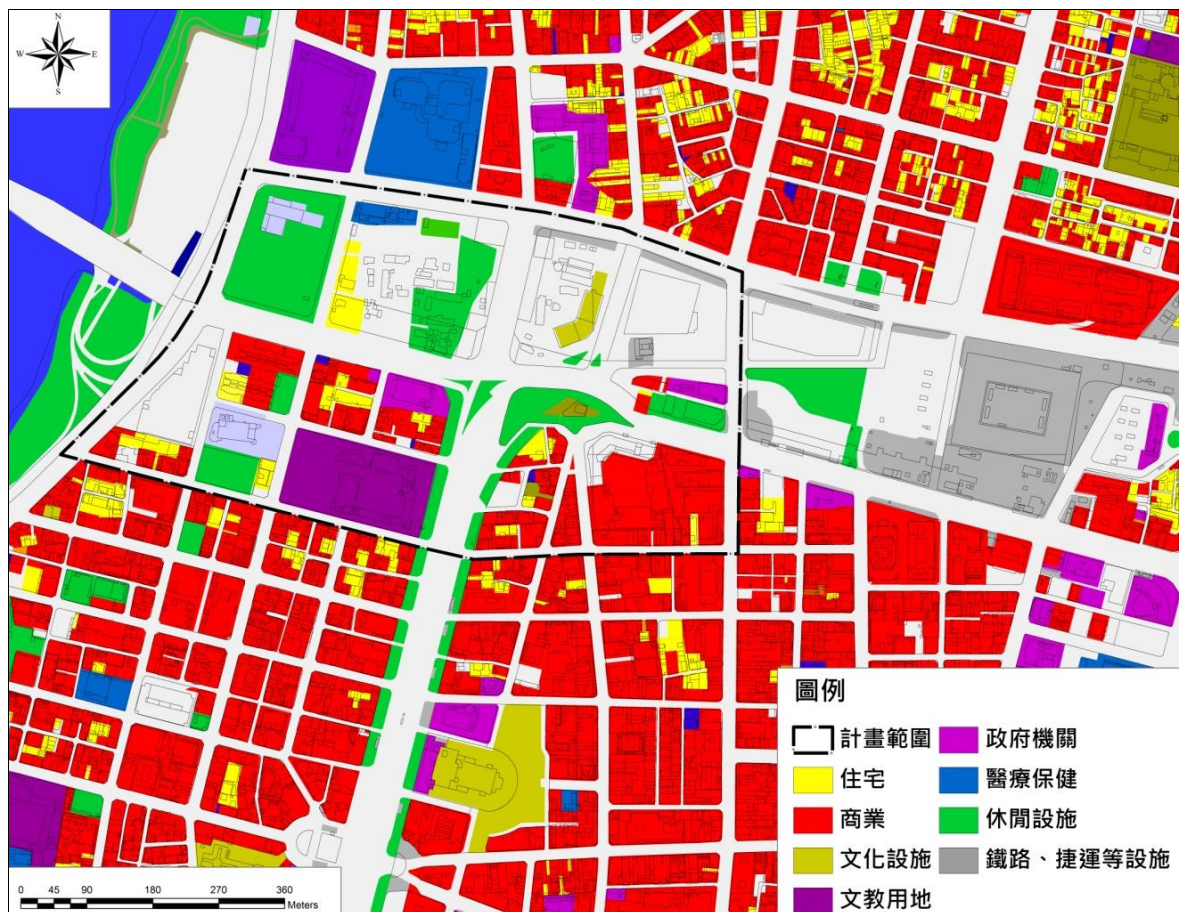 N
W E
S
圖例
計畫範圍
住宅
商業
文化設施
文教用地
政府機關
醫療保健
休閒設施
鐵路、捷運等設施
0 45 90 180 270 360
Meters